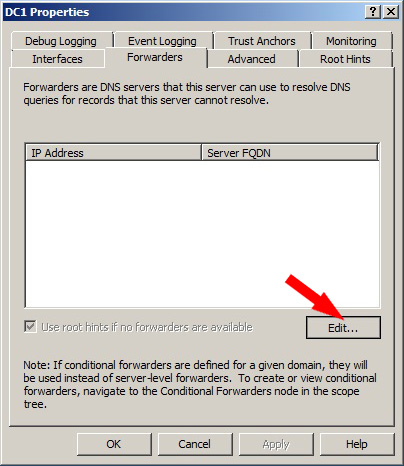 DC1 Properties
Debug Logging Event Logging Trust Anchors Monitoring
Interfaces Forwarders Advanced Root Hints
Forwarders are DNS servers that this server can use to resolve DNS
queries for records that this server cannot resolve.
IP Address Server FQDN
Use root hints if no forwarders are available
Edit...
Note: If conditional forwarders are defined for a given domain, they will
be used instead of server-level forwarders. To create or view conditional
forwarders, navigate to the Conditional Forwarders node in the scope
tree.
OK Cancel Apply Help